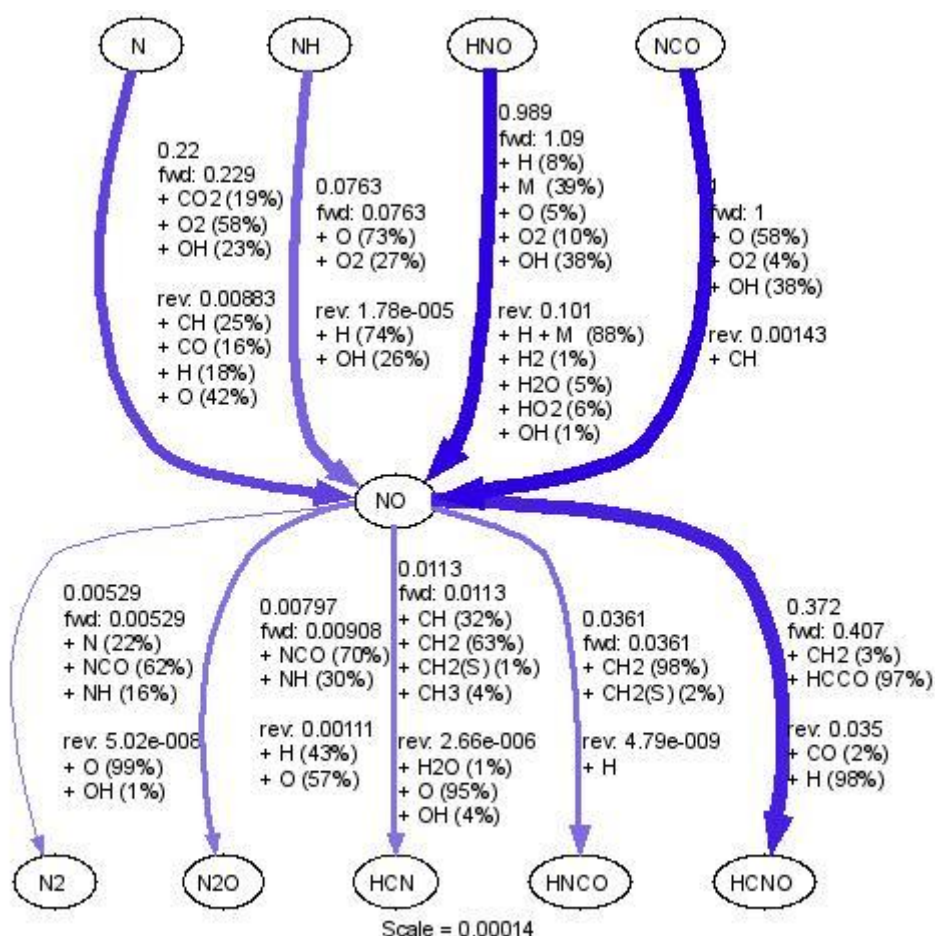 N
NH
HNO
NCO
0.22
fwd: 0.229
+ CO2 (19%)
+ O2 (58%)
+ OH (23%)
rev: 0.00883
+ CH (25%)
+ CO (16%)
+ H (18%)
+ O (42%)
0.0763
fwd: 0.0763
+ O (73%)
+ O2 (27%)
rev: 1.78e-005
+ H (74%)
+ OH (26%)
0.989
fwd: 1.09
+ H (8%)
+ M (39%)
+ O (5%)
+ O2 (10%)
+ OH (38%)
rev: 0.101
+ H + M (88%)
+ H2 (1%)
+ H2O (5%)
+ HO2 (6%)
+ OH (1%)
1
fwd: 1
+ O (58%)
+ O2 (4%)
+ OH (38%)
rev: 0.00143
+ CH
NO
0.00529
fwd: 0.00529
+ N (22%)
+ NCO (62%)
+ NH (16%)
rev: 5.02e-008
+ O (99%)
+ OH (1%)
0.00797
fwd: 0.00908
+ NCO (70%)
+ NH (30%)
rev: 0.00111
+ H (43%)
+ O (57%)
0.0113
fwd: 0.0113
+ CH (32%)
+ CH2 (63%)
+ CH2(S) (1%)
+ CH3 (4%)
rev: 2.66e-006
+ H2O (1%)
+ O (95%)
+ OH (4%)
0.0361
fwd: 0.0361
+ CH2 (98%)
+ CH2(S) (2%)
rev: 4.79e-009
+ H
0.372
fwd: 0.407
+ CH2 (3%)
+ HCCO (97%)
rev: 0.035
+ CO (2%)
+ H (98%)
N2
N2O
HCN
HNCO
HCNO
Scale = 0.00014